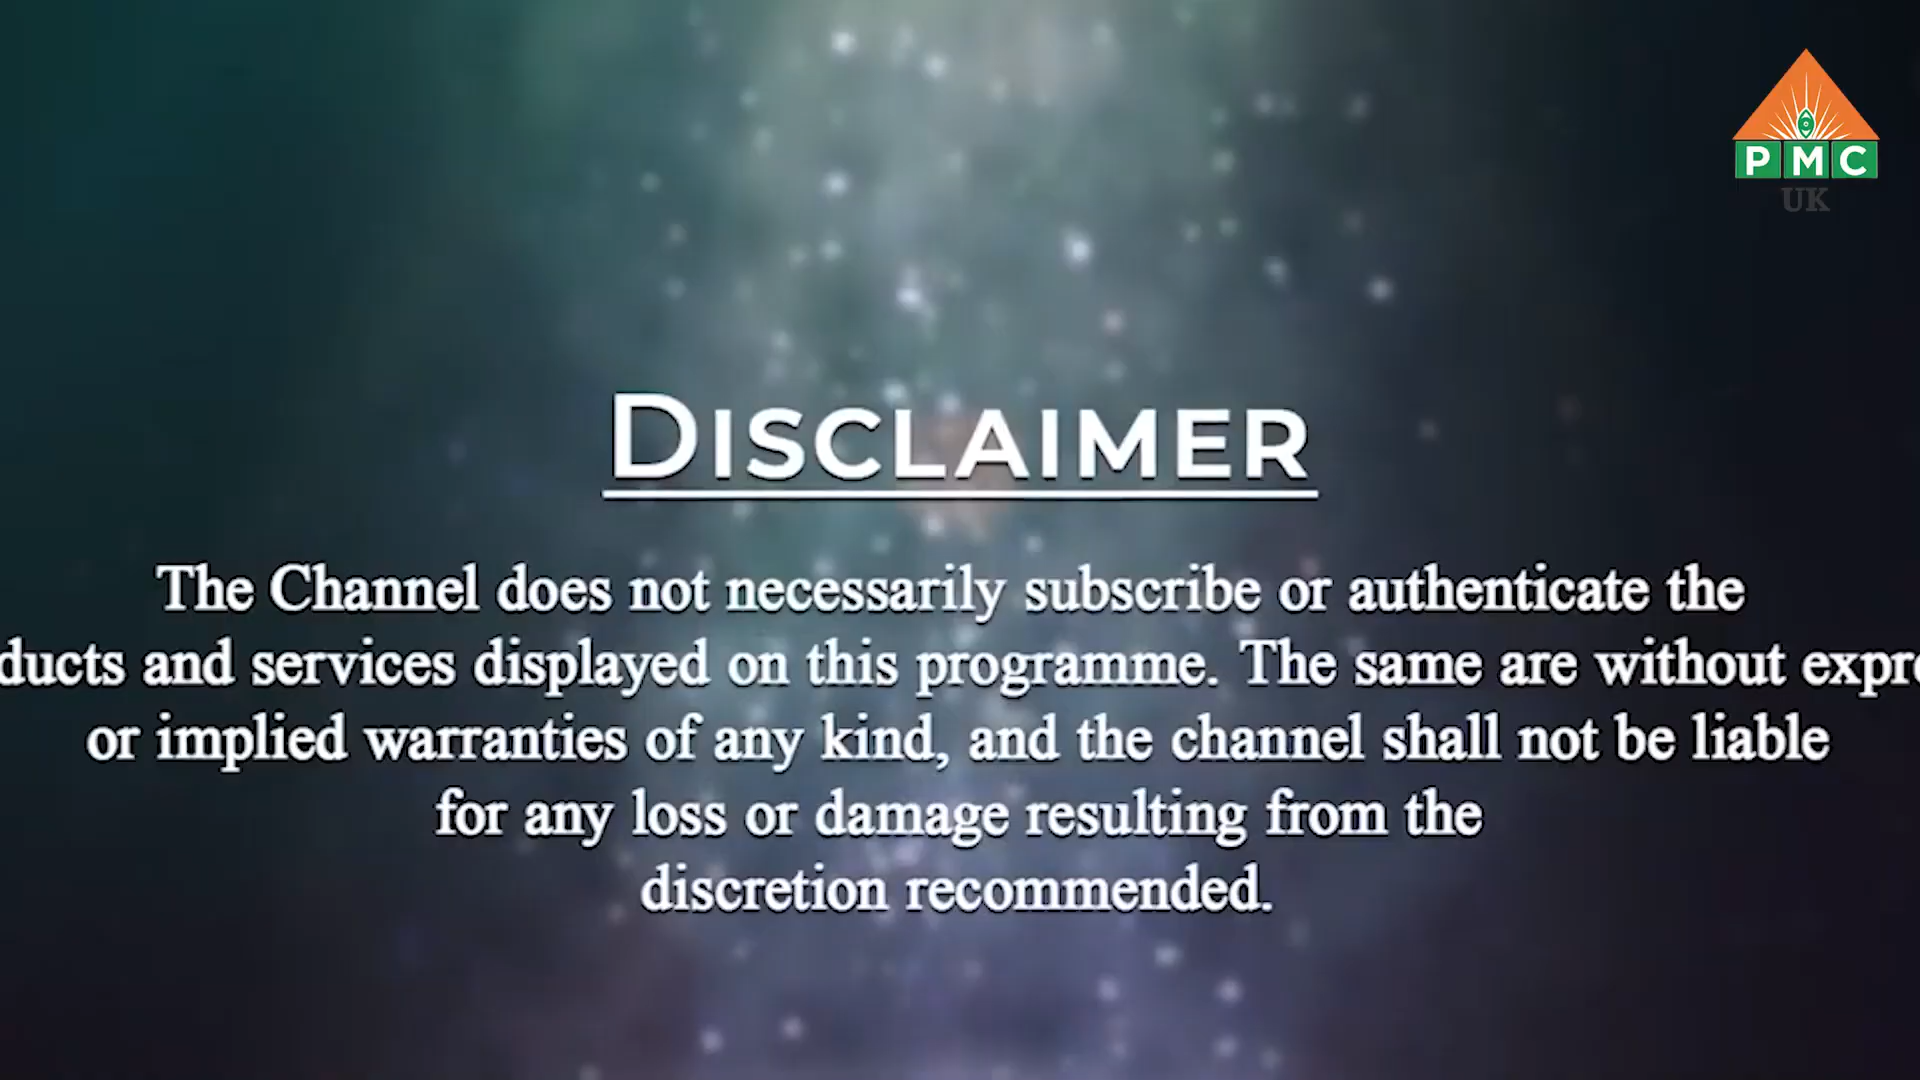 PMC
UK
DISCLAIMER
The Channel does not necessarily subscribe or authenticate the
ducts and services displayed on this programme. The same are without expre
or implied warranties of any kind, and the channel shall not be liable
for any loss or damage resulting from the
discretion recommended.